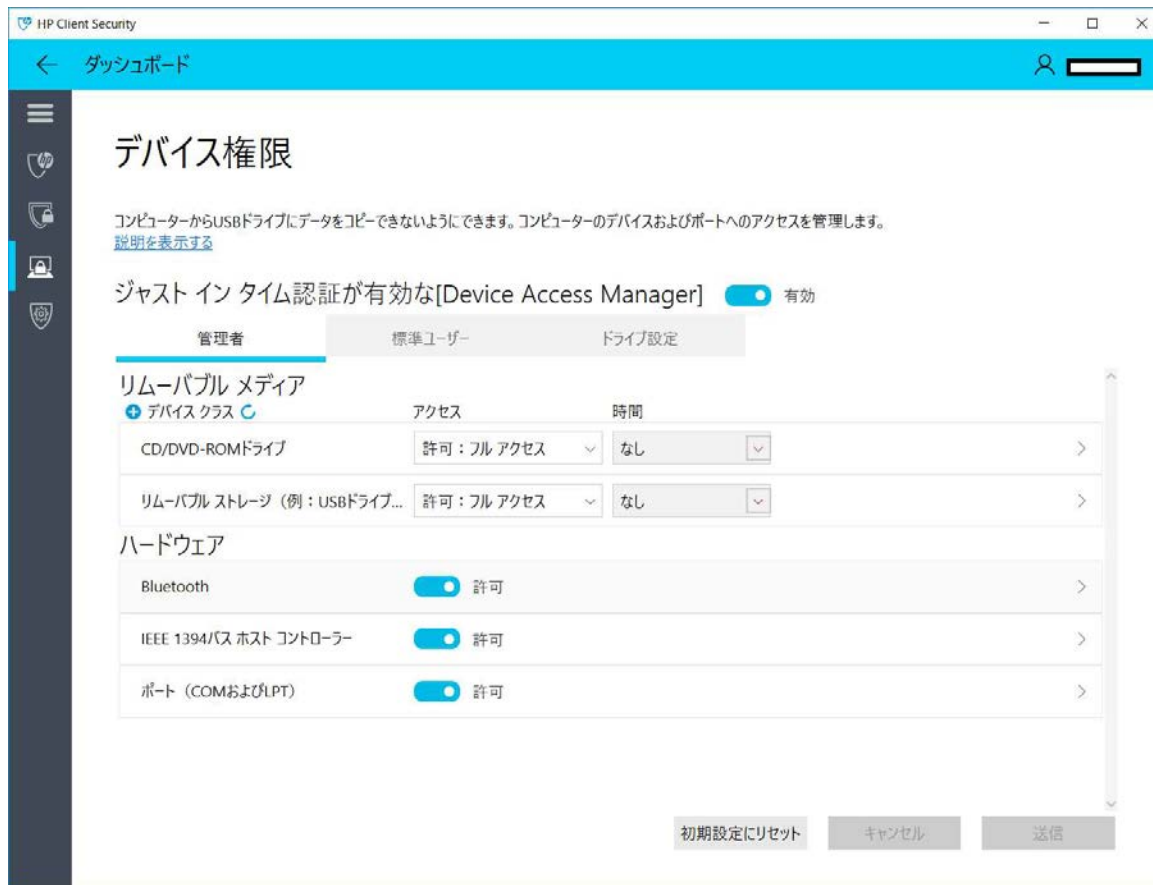 HP Client Security
ダッシュボード
デバイス権限
コンピューターからUSBドライブにデータをコピーできないようにできます。コンピューターのデバイスおよびポートへのアクセスを管理します。
説明を表示する
ジャスト イン タイム認証が有効な[Device Access Manager] 有効
管理者 標準ユーザー ドライブ設定
リムーバブル メディア
デバイス クラス アクセス 時間
CD/DVD-ROMドライブ 許可：フル アクセス なし
リムーバブル ストレージ（例：USBドライブ... 許可：フル アクセス なし
ハードウェア
Bluetooth 許可
IEEE 1394バス ホスト コントローラー 許可
ポート（COMおよびLPT） 許可
初期設定にリセット キャンセル 送信